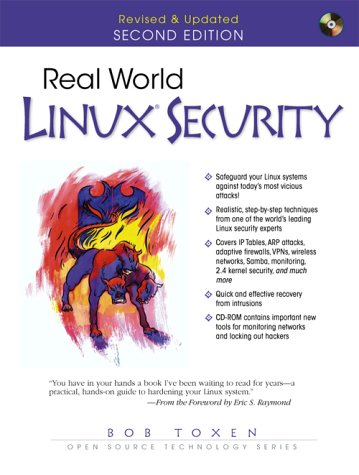 Revised & Updated
SECOND EDITION
Real World
LINUX® SECURITY
Safeguard your Linux systems
against today's most vicious
attacks!
Realistic, step-by-step techniques
from one of the world's leading
Linux security experts
Covers IP Tables, ARP attacks,
adaptive firewalls, VPNs, wireless
networks, Samba, monitoring,
2.4 kernel security, and much
more
Quick and effective recovery
from intrusions
CD-ROM contains important new
tools for monitoring networks
and locking out hackers
"You have in your hands a book I've been waiting to read for years—a
practical, hands-on guide to hardening your Linux system."
—From the Foreword by Eric S. Raymond
BOB TOXEN
OPEN SOURCE TECHNOLOGY SERIES